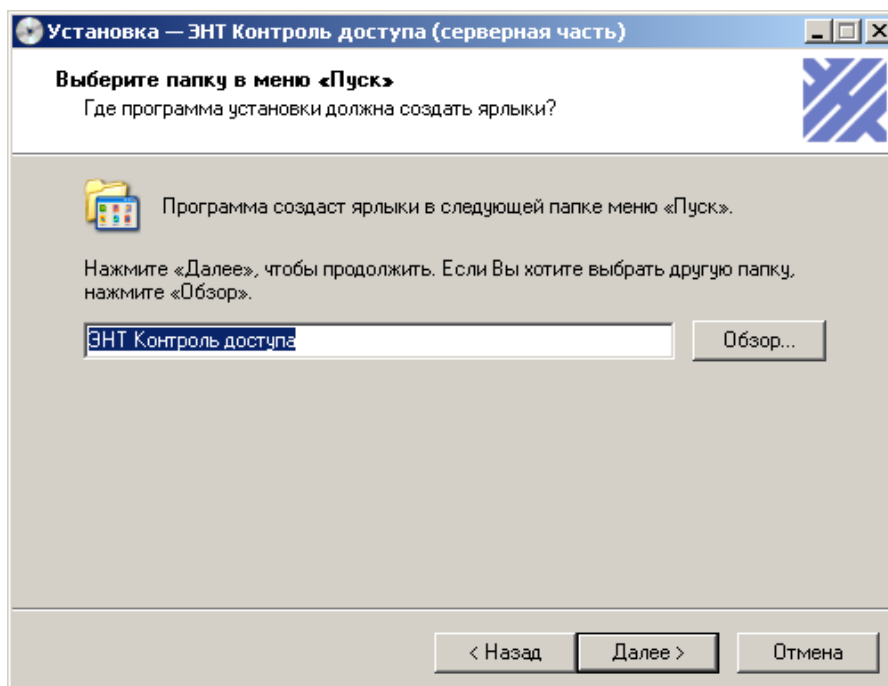 Установка — ЭНТ Контроль доступа (серверная часть)
Выберите папку в меню «Пуск»
Где программа установки должна создать ярлыки?
Программа создаст ярлыки в следующей папке меню «Пуск».
Нажмите «Далее», чтобы продолжить. Если Вы хотите выбрать другую папку,
нажмите «Обзор».
ЭНТ Контроль доступа
Обзор...
< Назад
Далее >
Отмена